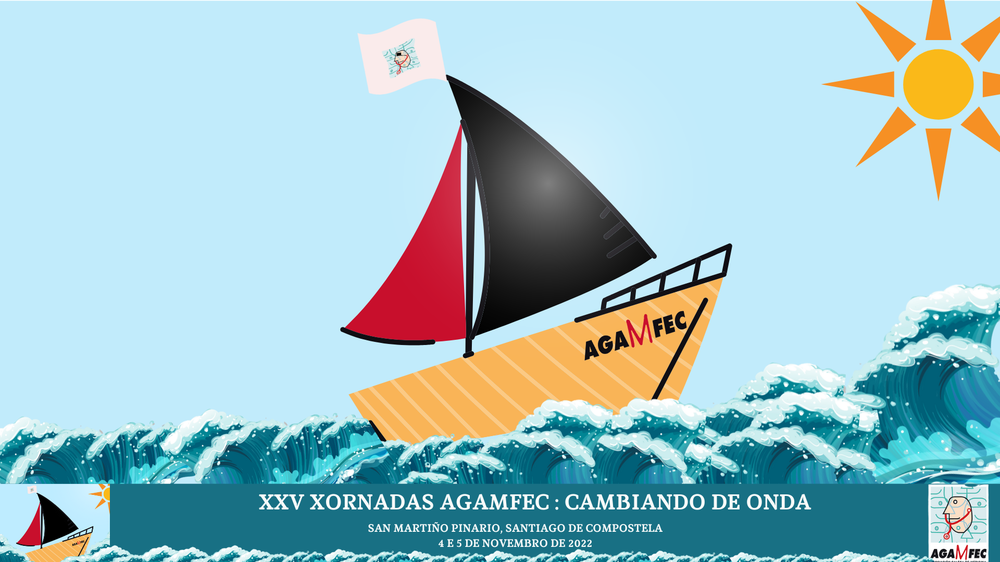 AGAMFEC
XXV XORNADAS AGAMFEC : CAMBIANDO DE ONDA
SAN MARTIÑO PINARIO, SANTIAGO DE COMPOSTELA
4 E 5 DE NOVEMBRO DE 2022
AGAMFEC
AGAMFEC